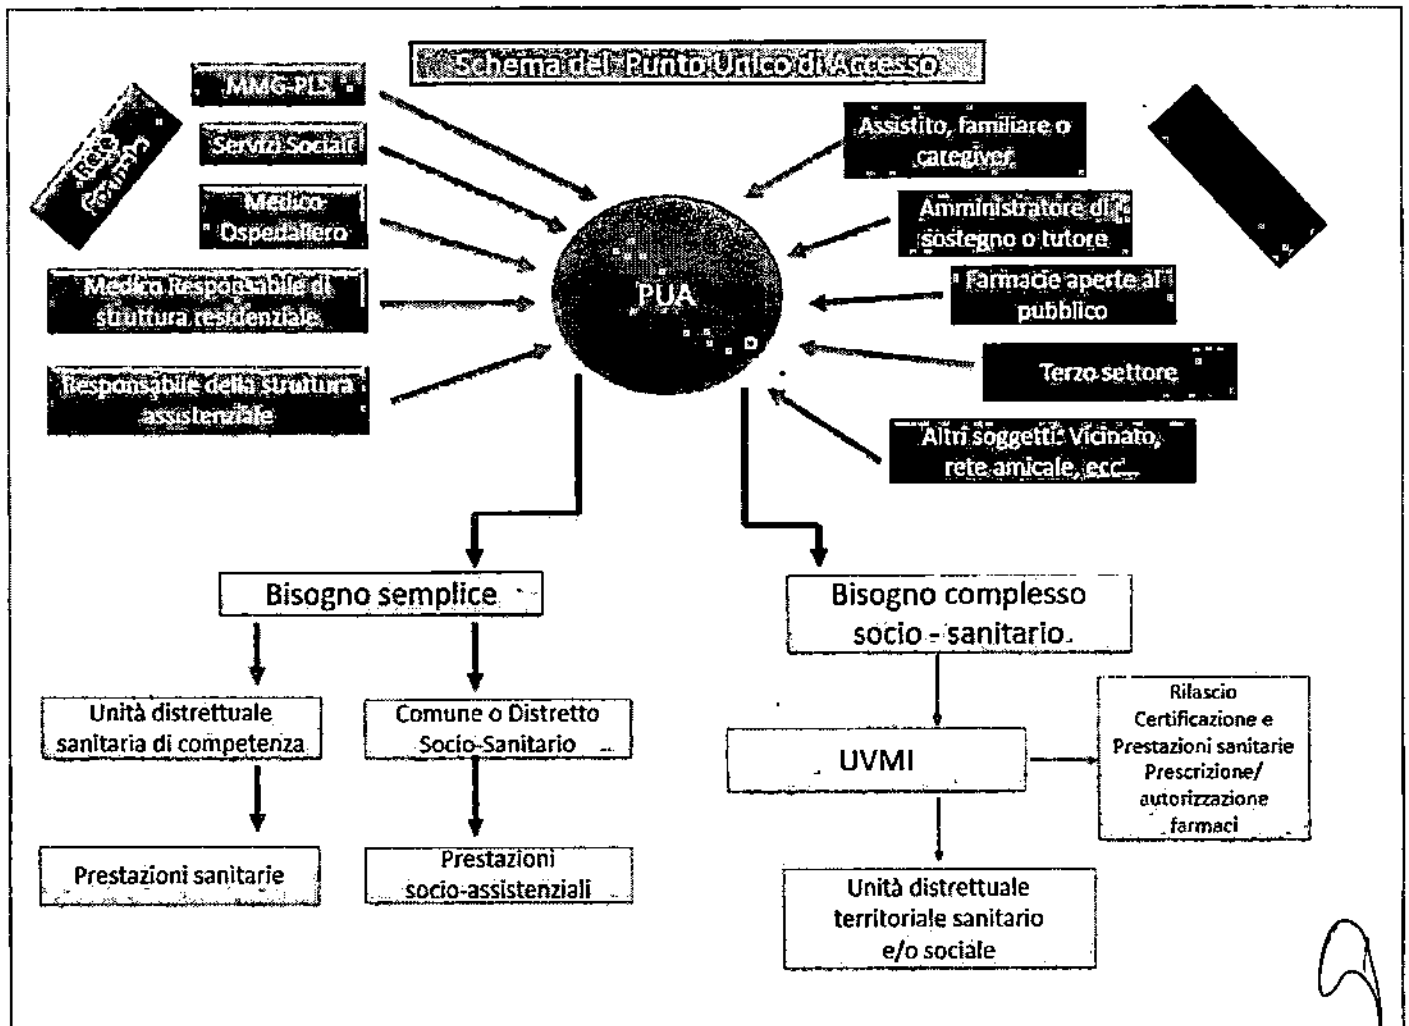 Schema del Punto Unico di Accesso
MMG-PLS
Servizi Sociali
Medico
Ospedaliero
Medico Responsabile di
struttura residenziale
Responsabile della struttura
assistenziale
Rete
Assistito, familiare o
categiver
Amministratore di
sostegno o tutore
Farmacie aperte al
pubblico
Terzo settore
Altri soggetti: Vicinato,
rete amicale, ecc...
PUA
Bisogno semplice
Bisogno complesso
socio - sanitario
Unità distrettuale
sanitaria di competenza
Comune o Distretto
Socio-Sanitario
UVMI
Rilascio
Certificazione e
Prestazioni sanitarie
Prescrizione/
autorizzazione
farmaci
Prestazioni sanitarie
Prestazioni
socio-assistenziali
Unità distrettuale
territoriale sanitario
e/o sociale